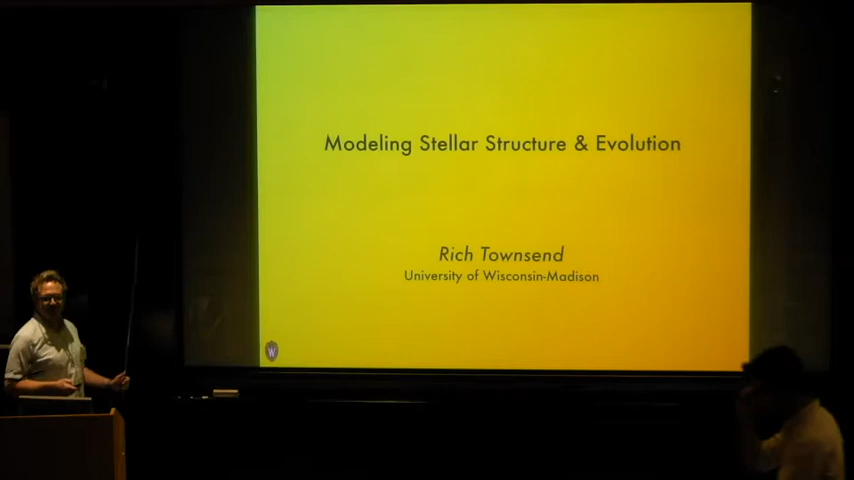 Modeling Stellar Structure & Evolution
Rich Townsend
University of Wisconsin-Madison
W